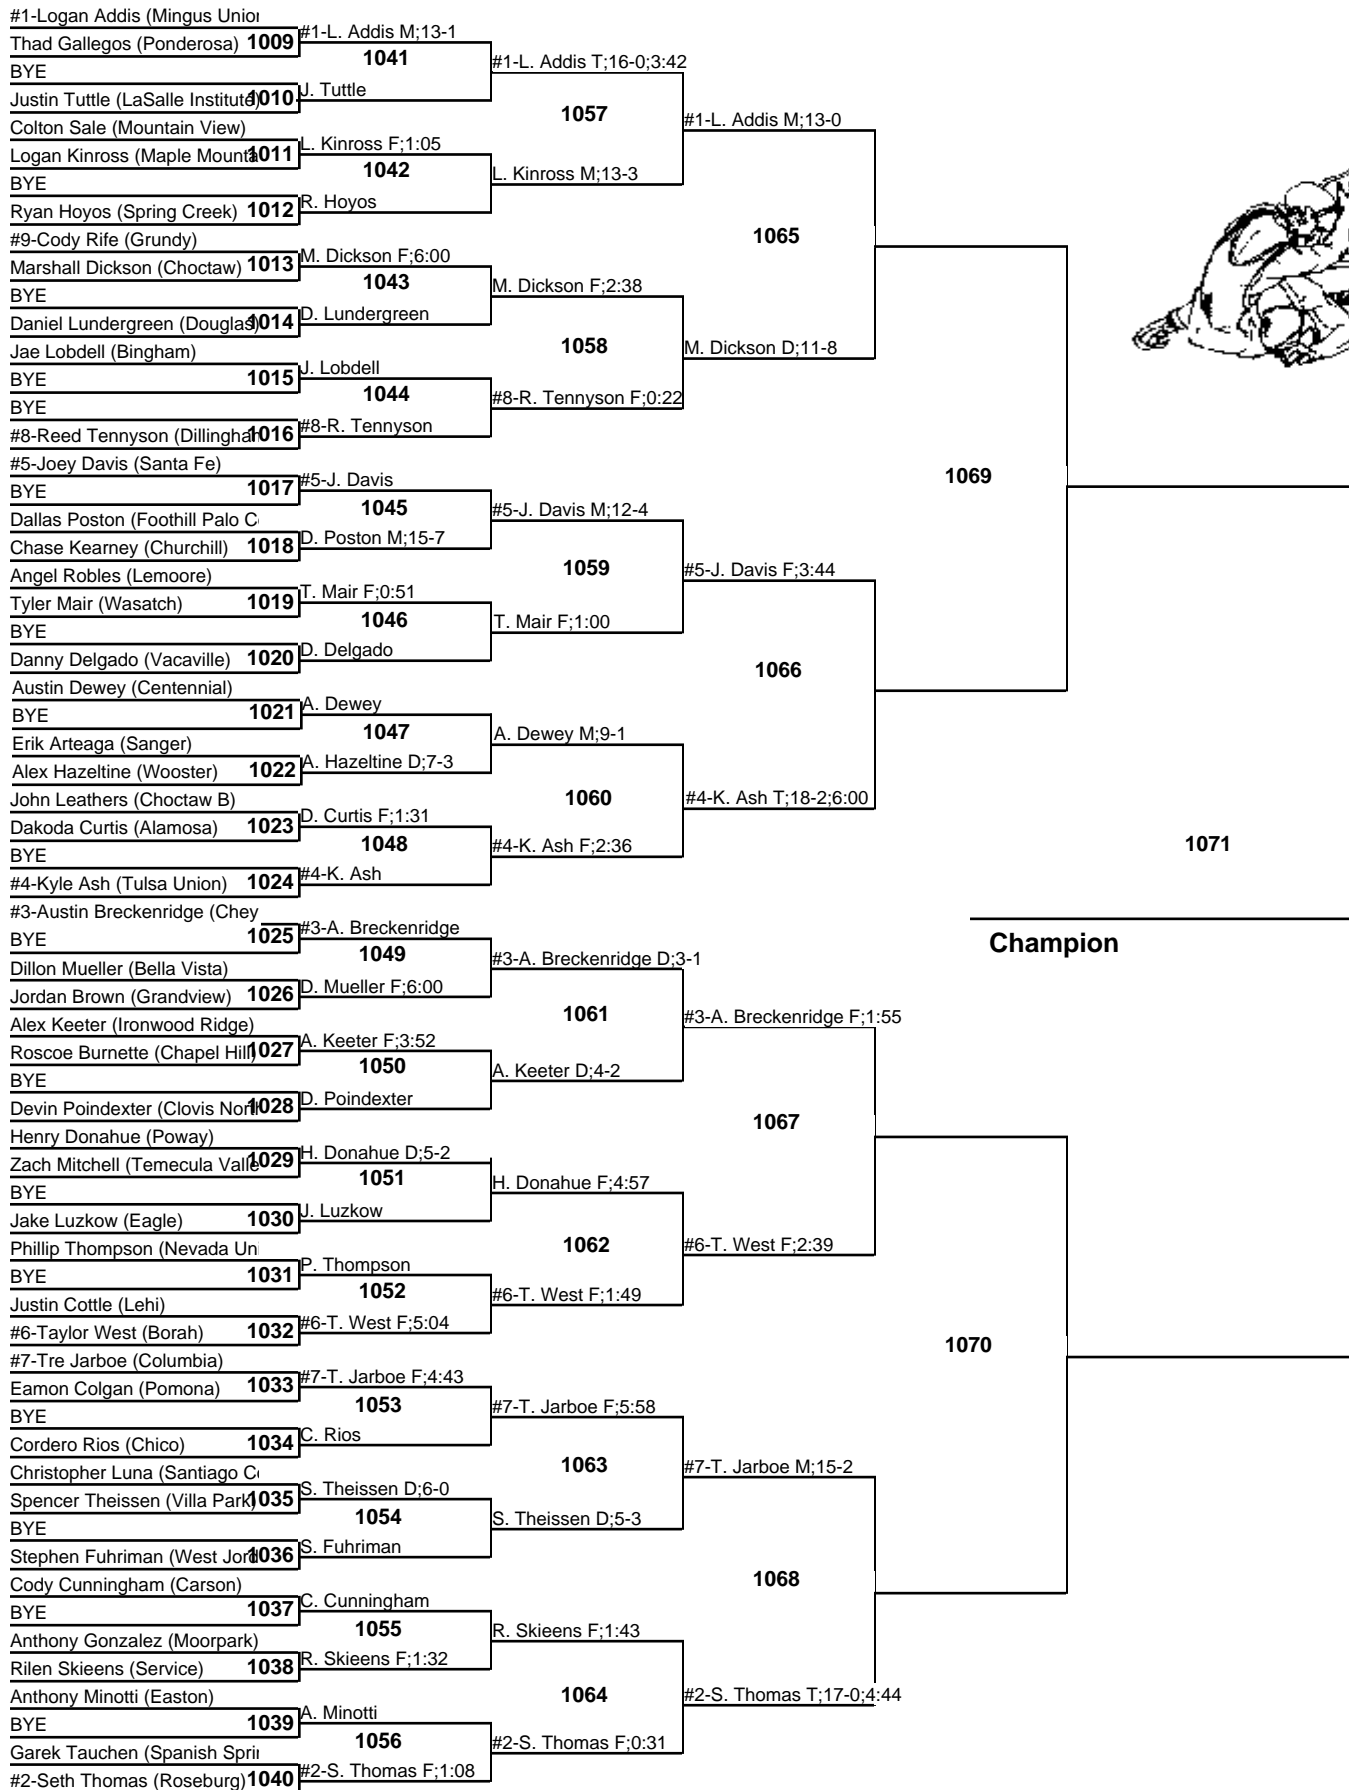 #1-Logan Addis (Mingus Union
Thad Gallegos (Ponderosa) 1009
BYE
Justin Tuttle (LaSalle Institute) 1010
Colton Sale (Mountain View)
Logan Kinross (Maple Mounta 1011
BYE
Ryan Hoyos (Spring Creek) 1012
#9-Cody Rife (Grundy)
Marshall Dickson (Choctaw) 1013
BYE
Daniel Lundergreen (Douglas) 1014
Jae Lobdell (Bingham)
BYE 1015
BYE
#8-Reed Tennyson (Dillingham 1016
#5-Joey Davis (Santa Fe)
BYE 1017
Dallas Poston (Foothill Palo Ce
Chase Kearney (Churchill) 1018
Angel Robles (Lemoore)
Tyler Mair (Wasatch) 1019
BYE
Danny Delgado (Vacaville) 1020
Austin Dewey (Centennial)
BYE 1021
Erik Arteaga (Sanger)
Alex Hazeltine (Wooster) 1022
John Leathers (Choctaw B)
Dakoda Curtis (Alamosa) 1023
BYE
#4-Kyle Ash (Tulsa Union) 1024
#3-Austin Breckenridge (Chey
BYE 1025
Dillon Mueller (Bella Vista)
Jordan Brown (Grandview) 1026
Alex Keeter (Ironwood Ridge)
Roscoe Burnette (Chapel Hill) 1027
BYE
Devin Poindexter (Clovis North 1028
Henry Donahue (Poway)
Zach Mitchell (Temecula Valle 1029
BYE
Jake Luzkow (Eagle) 1030
Phillip Thompson (Nevada Uni
BYE 1031
Justin Cottle (Lehi)
#6-Taylor West (Borah) 1032
#7-Tre Jarboe (Columbia)
Eamon Colgan (Pomona) 1033
BYE
Cordero Rios (Chico) 1034
Christopher Luna (Santiago Co
Spencer Theissen (Villa Park) 1035
BYE
Stephen Fuhriman (West Jord 1036
Cody Cunningham (Carson)
BYE 1037
Anthony Gonzalez (Moorpark)
Rilen Skieens (Service) 1038
Anthony Minotti (Easton)
BYE 1039
Garek Tauchen (Spanish Sprin
#2-Seth Thomas (Roseburg) 1040
#1-L. Addis M;13-1
1041
J. Tuttle
L. Kinross F;1:05
1042
R. Hoyos
M. Dickson F;6:00
1043
D. Lundergreen
J. Lobdell
1044
#8-R. Tennyson
#5-J. Davis
1045
D. Poston M;15-7
T. Mair F;0:51
1046
D. Delgado
A. Dewey
1047
A. Hazeltine D;7-3
D. Curtis F;1:31
1048
#4-K. Ash
#3-A. Breckenridge
1049
D. Mueller F;6:00
A. Keeter F;3:52
1050
D. Poindexter
H. Donahue D;5-2
1051
J. Luzkow
P. Thompson
1052
#6-T. West F;5:04
#7-T. Jarboe F;4:43
1053
C. Rios
S. Theissen D;6-0
1054
S. Fuhriman
C. Cunningham
1055
R. Skieens F;1:32
A. Minotti
1056
#2-S. Thomas F;1:08
#1-L. Addis T;16-0;3:42
1057
L. Kinross M;13-3
M. Dickson F;2:38
1058
#8-R. Tennyson F;0:22
#5-J. Davis M;12-4
1059
T. Mair F;1:00
A. Dewey M;9-1
1060
#4-K. Ash F;2:36
#3-A. Breckenridge D;3-1
1061
A. Keeter D;4-2
H. Donahue F;4:57
1062
#6-T. West F;1:49
#7-T. Jarboe F;5:58
1063
S. Theissen D;5-3
R. Skieens F;1:43
1064
#2-S. Thomas F;0:31
#1-L. Addis M;13-0
1065
M. Dickson D;11-8
#5-J. Davis F;3:44
1066
#4-K. Ash T;18-2;6:00
#3-A. Breckenridge F;1:55
1067
#6-T. West F;2:39
#7-T. Jarboe M;15-2
1068
#2-S. Thomas T;17-0;4:44
1069
1070
1071
Champion